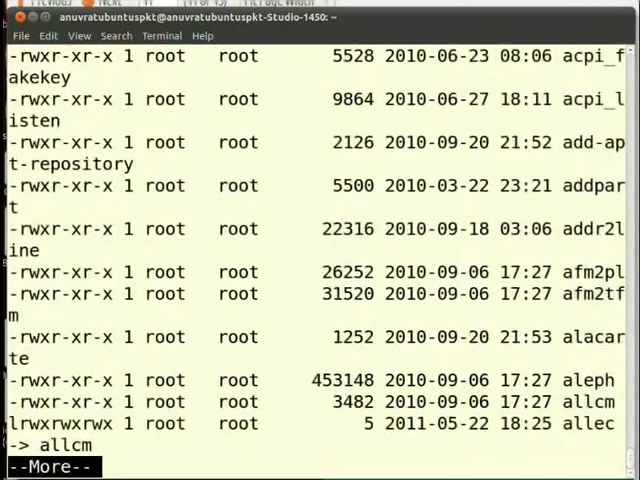 anuvratubuntuspkt@anuvratubuntuspkt-Studio-1450: ~
File Edit View Search Terminal Help
-rwxr-xr-x 1 root root 5528 2010-06-23 08:06 acpi_f
akekey
-rwxr-xr-x 1 root root 9864 2010-06-27 18:11 acpi_l
isten
-rwxr-xr-x 1 root root 2126 2010-09-20 21:52 add-ap
t-repository
-rwxr-xr-x 1 root root 5500 2010-03-22 23:21 addpar
t
-rwxr-xr-x 1 root root 22316 2010-09-18 03:06 addr2l
ine
-rwxr-xr-x 1 root root 26252 2010-09-06 17:27 afm2pl
-rwxr-xr-x 1 root root 31520 2010-09-06 17:27 afm2tf
m
-rwxr-xr-x 1 root root 1252 2010-09-20 21:53 alacar
te
-rwxr-xr-x 1 root root 453148 2010-09-06 17:27 aleph
-rwxr-xr-x 1 root root 3482 2010-09-06 17:27 allcm
lrwxrwxrwx 1 root root 5 2011-05-22 18:25 allec
-> allcm
--More--